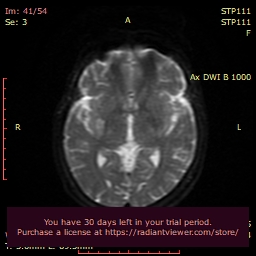 Im: 41/54
Se: 3
A
STP111
STP111
F
Ax DWI B 1000
R
L
You have 30 days left in your trial period.
Purchase a license at https://radiantviewer.com/store/